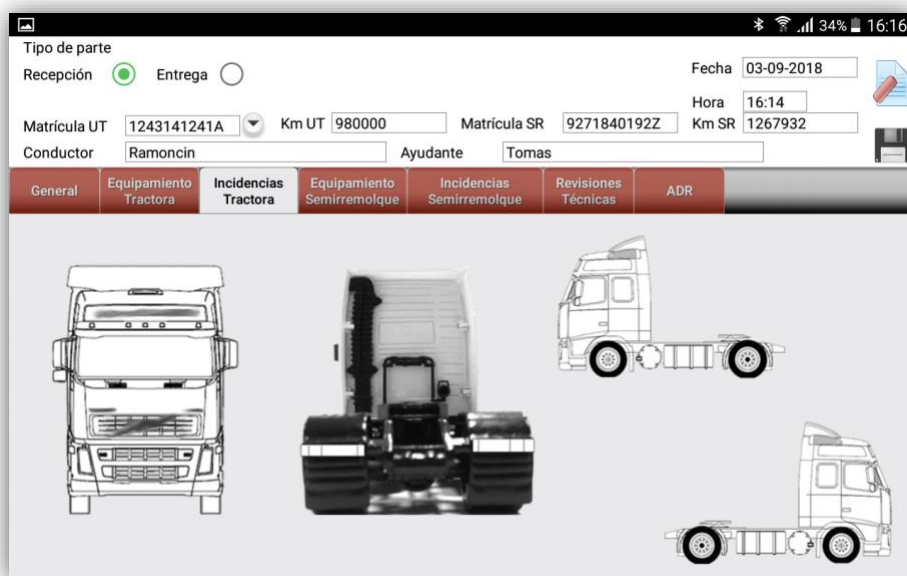 34% 16:16
Tipo de parte
Recepción Entrega Fecha 03-09-2018
Hora 16:14
Matrícula UT 1243141241A Km UT 980000 Matrícula SR 9271840192Z Km SR 1267932
Conductor Ramoncin Ayudante Tomas
General Equipamiento Tractora Incidencias Tractora Equipamiento Semirremolque Incidencias Semirremolque Revisiones Técnicas ADR